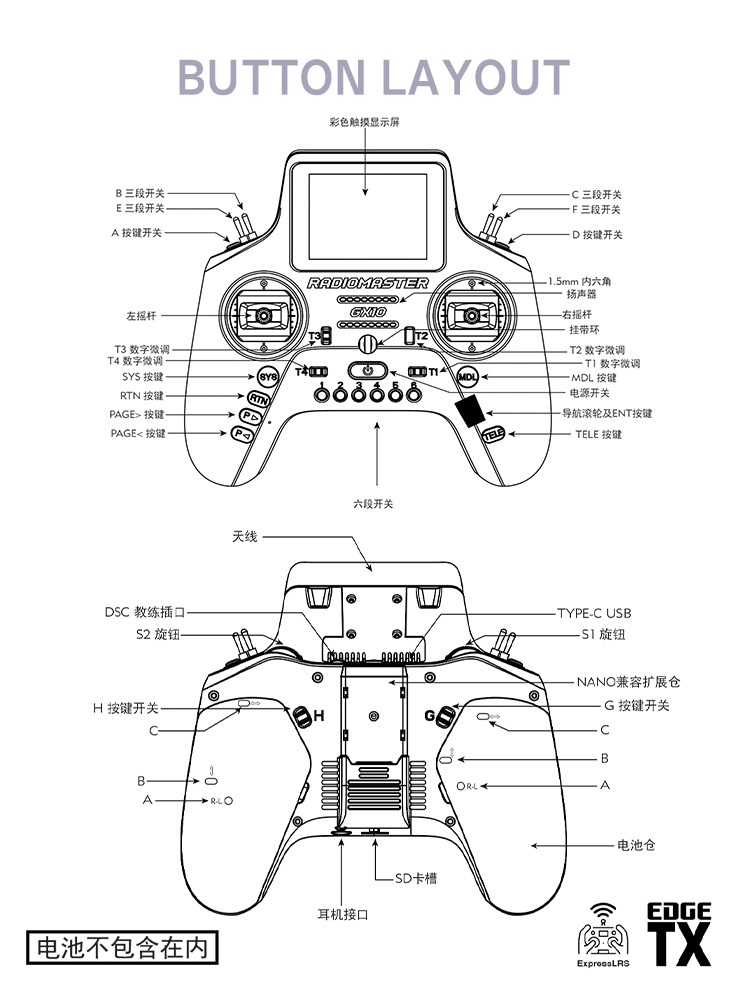 BUTTON LAYOUT
彩色触摸显示屏
B 三段开关
C 三段开关
E 三段开关
F 三段开关
A 按键开关
D 按键开关
RADIOMASTER
1.5mm 内六角
扬声器
GX10
左摇杆
右摇杆
挂带环
T3
T2
T3 数字微调
T2 数字微调
T4 数字微调
T1 数字微调
T4
T1
SYS 按键
SYS
MDL
MDL 按键
电源开关
1 2 3 4 5 6
RTN 按键
RTN
PAGE> 按键
P
导航滚轮及ENT按键
PAGE< 按键
P
TELE
TELE 按键
六段开关
天线
DSC 教练插口
TYPE-C USB
S2 旋钮
S1 旋钮
NANO兼容扩展仓
H 按键开关
H
G
G 按键开关
C
C
B
B
A
R-L
R-L
A
电池仓
SD卡槽
耳机接口
电池不包含在内
ExpressLRS
EDGE
TX